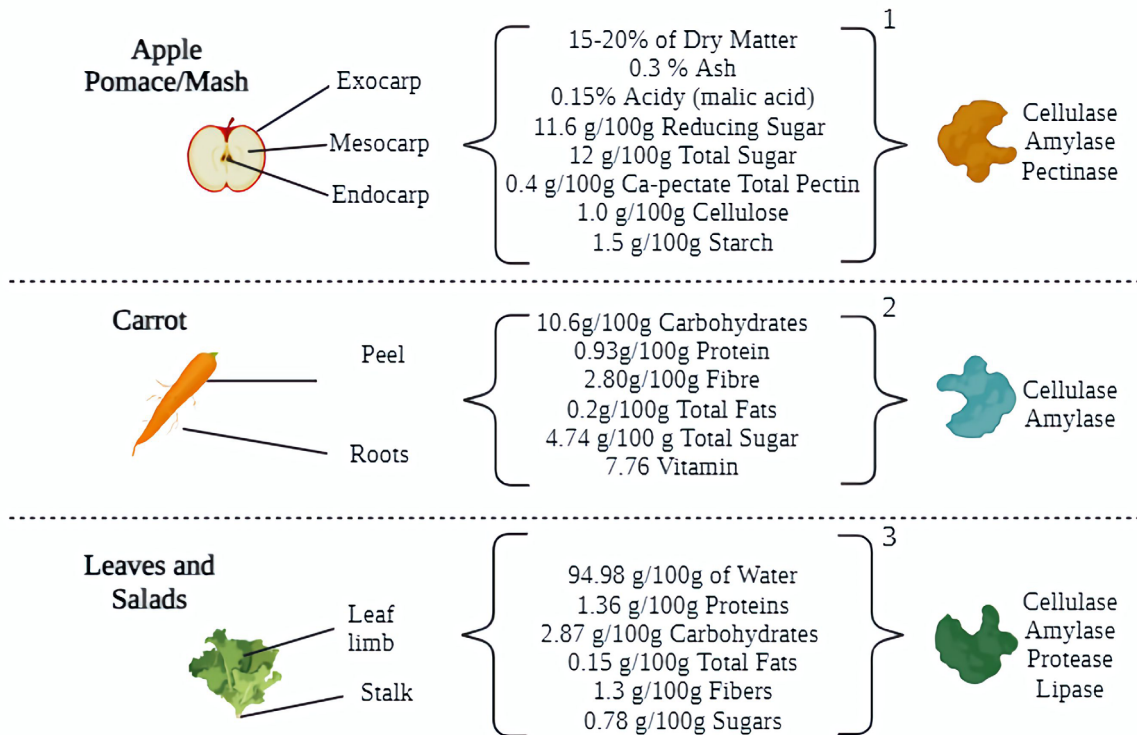 Apple
Pomace/Mash
Exocarp
Mesocarp
Endocarp
15-20% of Dry Matter
0.3 % Ash
0.15% Acidy (malic acid)
11.6 g/100g Reducing Sugar
12 g/100g Total Sugar
0.4 g/100g Ca-pectate Total Pectin
1.0 g/100g Cellulose
1.5 g/100g Starch
1
Cellulase
Amylase
Pectinase
Carrot
Peel
Roots
10.6g/100g Carbohydrates
0.93g/100g Protein
2.80g/100g Fibre
0.2g/100g Total Fats
4.74 g/100 g Total Sugar
7.76 Vitamin
2
Cellulase
Amylase
Leaves and
Salads
Leaf
limb
Stalk
94.98 g/100g of Water
1.36 g/100g Proteins
2.87 g/100g Carbohydrates
0.15 g/100g Total Fats
1.3 g/100g Fibers
0.78 g/100g Sugars
3
Cellulase
Amylase
Protease
Lipase